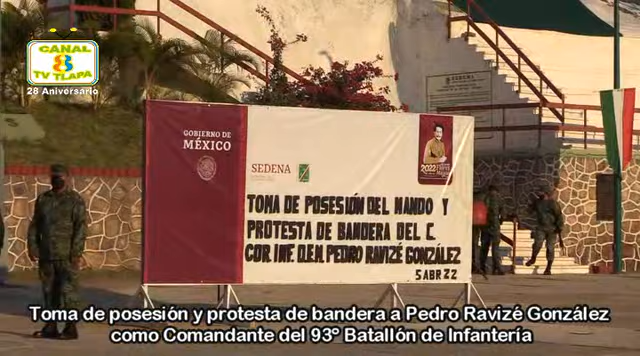 CANAL
8
TV TLAPA
28 Aniversario
GOBIERNO DE
MÉXICO
SEDENA
2022
TOMA DE POSESIÓN DEL MANDO Y
PROTESTA DE BANDERA DEL C.
COR INF. D.E.M. PEDRO RAVIZÉ GONZÁLEZ
5 ABR 22
Toma de posesión y protesta de bandera a Pedro Ravizé González
como Comandante del 93° Batallón de Infantería